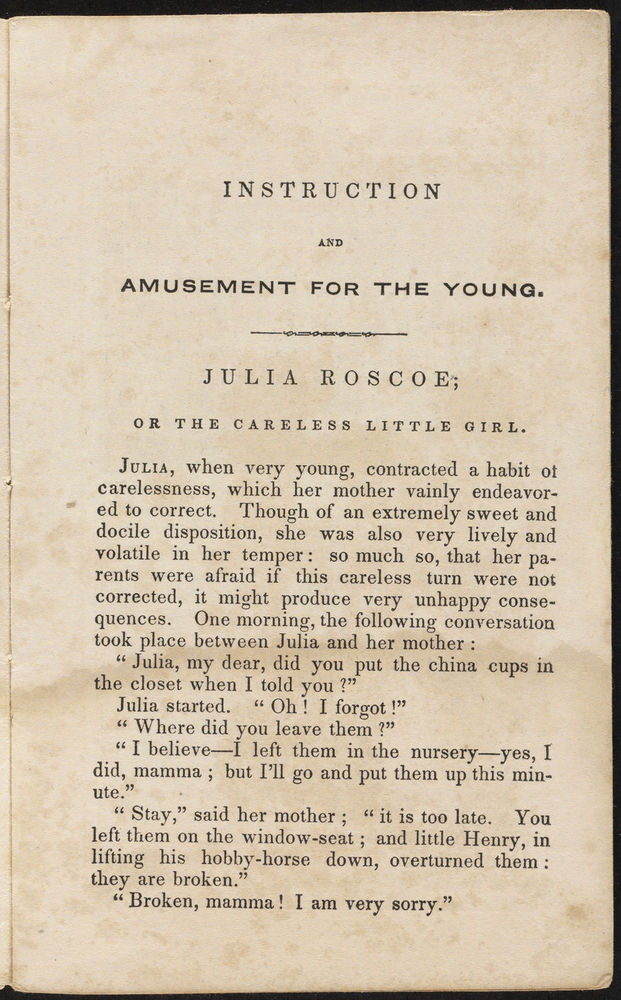 INSTRUCTION
AND
AMUSEMENT FOR THE YOUNG.
JULIA ROSCOE;
OR THE CARELESS LITTLE GIRL.
JULIA, when very young, contracted a habit of
carelessness, which her mother vainly endeavor-
ed to correct. Though of an extremely sweet and
docile disposition, she was also very lively and
volatile in her temper: so much so, that her pa-
rents were afraid if this careless turn were not
corrected, it might produce very unhappy conse-
quences. One morning, the following conversation
took place between Julia and her mother:
“Julia, my dear, did you put the china cups in
the closet when I told you?”
Julia started. “Oh! I forgot!”
“Where did you leave them?”
“I believe—I left them in the nursery—yes, I
did, mamma; but I’ll go and put them up this min-
ute.”
“Stay,” said her mother; “it is too late. You
left them on the window-seat; and little Henry, in
lifting his hobby-horse down, overturned them:
they are broken.”
“Broken, mamma! I am very sorry.”